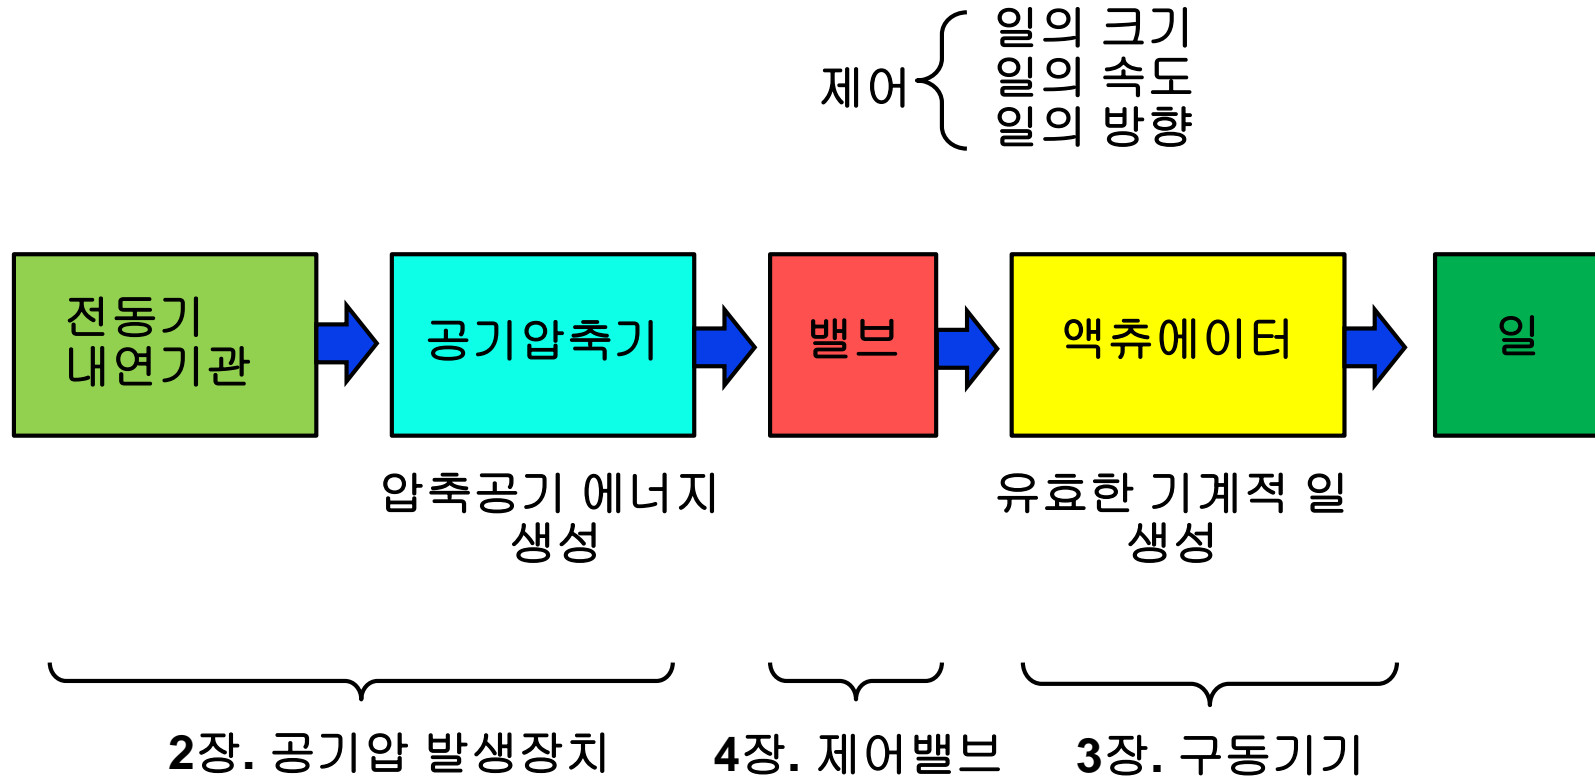 일의 크기
일의 속도
일의 방향
제어
전동기
내연기관
공기압축기
밸브
액츄에이터
일
압축공기 에너지
생성
유효한 기계적 일
생성
2장. 공기압 발생장치
4장. 제어밸브
3장. 구동기기